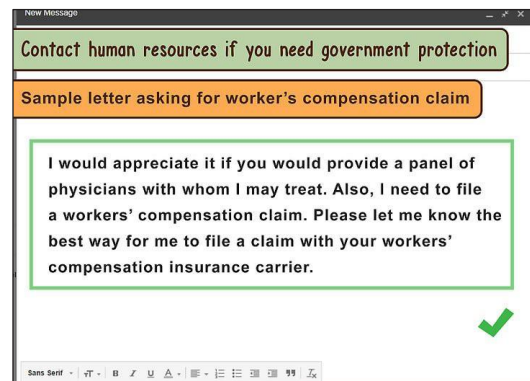 New Message
Contact human resources if you need government protection
Sample letter asking for worker's compensation claim
I would appreciate it if you would provide a panel of
physicians with whom I may treat. Also, I need to file
a workers' compensation claim. Please let me know the
best way for me to file a claim with your workers'
compensation insurance carrier.
Sans Serif